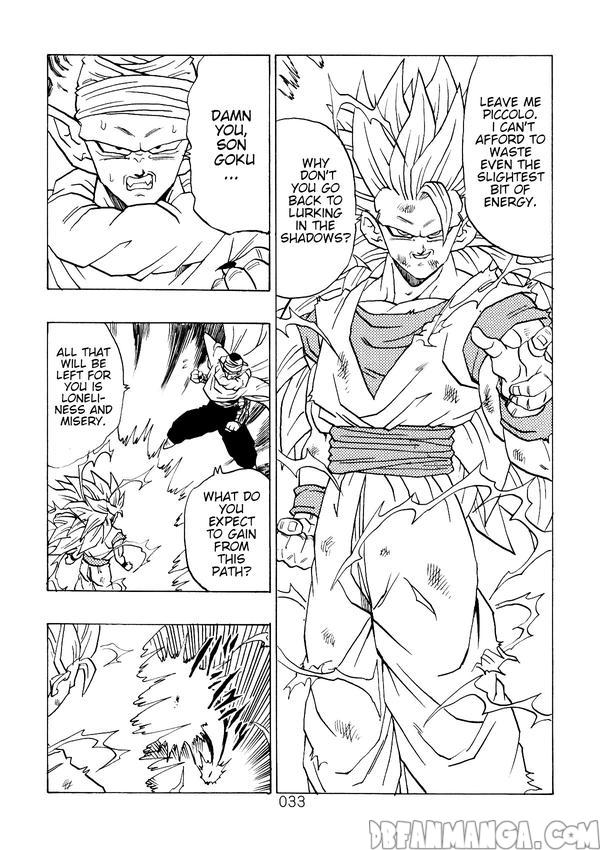 LEAVE ME
PICCOLO.
I CAN'T
AFFORD TO
WASTE
EVEN THE
SLIGHTEST
BIT OF
ENERGY.
WHY
DON'T
YOU GO
BACK TO
LURKING
IN THE
SHADOWS?
DAMN
YOU,
SON
GOKU
...
WHAT DO
YOU
EXPECT
TO GAIN
FROM
THIS
PATH?
ALL THAT
WILL BE
LEFT FOR
YOU IS
LONELI-
NESS AND
MISERY.
033
DBFANMANGA.COM